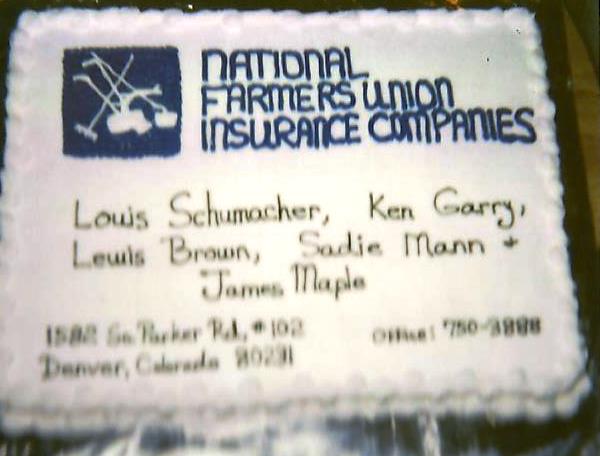 NATIONAL
FARMERS UNION
INSURANCE COMPANIES
Louis Schumacher, Ken Garry,
Lewis Brown, Sadie Mann +
James Maple
1582 So. Parker Rd, #102
Office: 750-3888
Denver, Colorado 80231